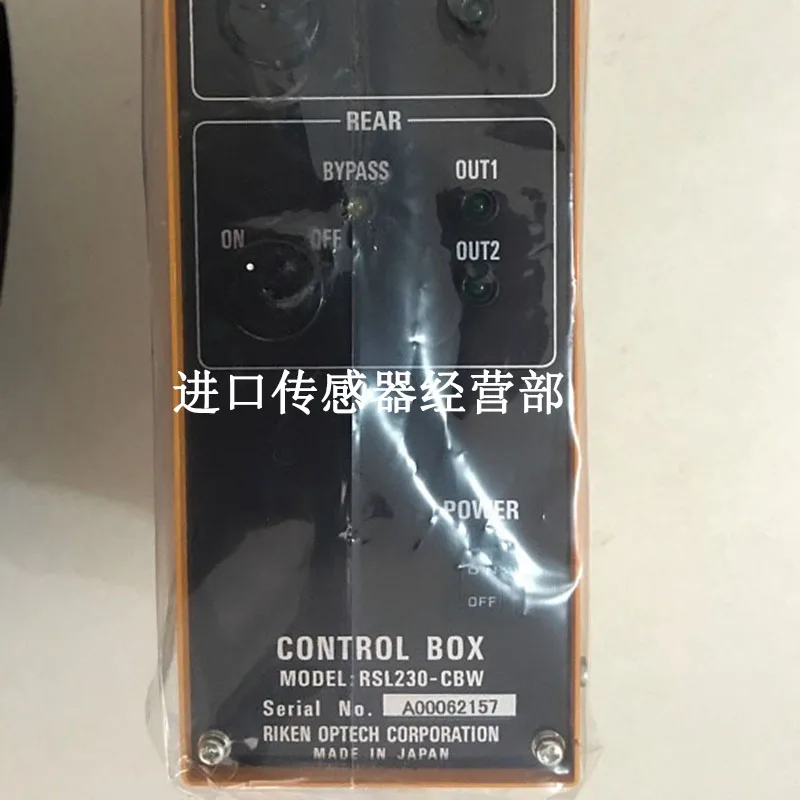 REAR
BYPASS
OUT1
ON OFF
OUT2
进口传感器经营部
POWER
ON
OFF
CONTROL BOX
MODEL: RSL230-CBW
Serial No. A00062157
RIKEN OPTECH CORPORATION
MADE IN JAPAN